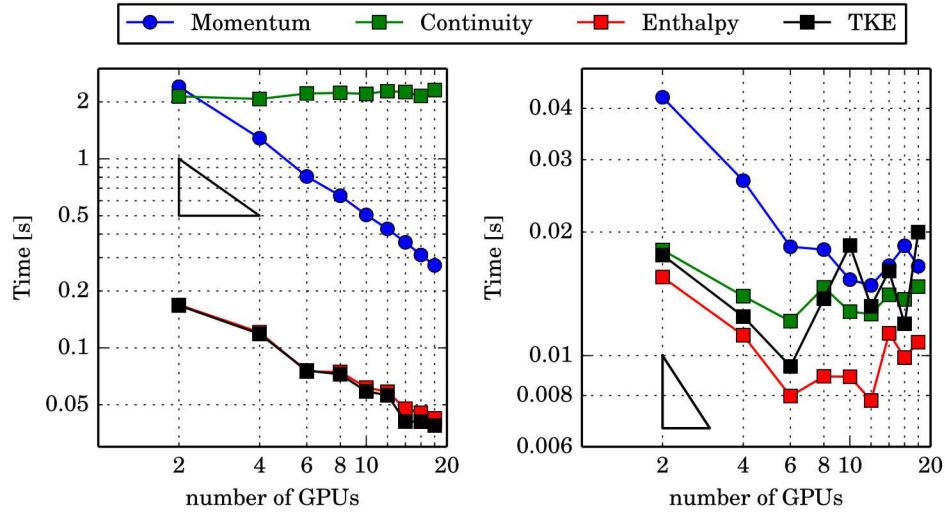 Momentum Continuity Enthalpy TKE
Time [s]
2
1
0.5
0.2
0.1
0.05
2 4 6 8 10 20
number of GPUs
Time [s]
0.04
0.03
0.02
0.01
0.008
0.006
2 4 6 8 10 20
number of GPUs